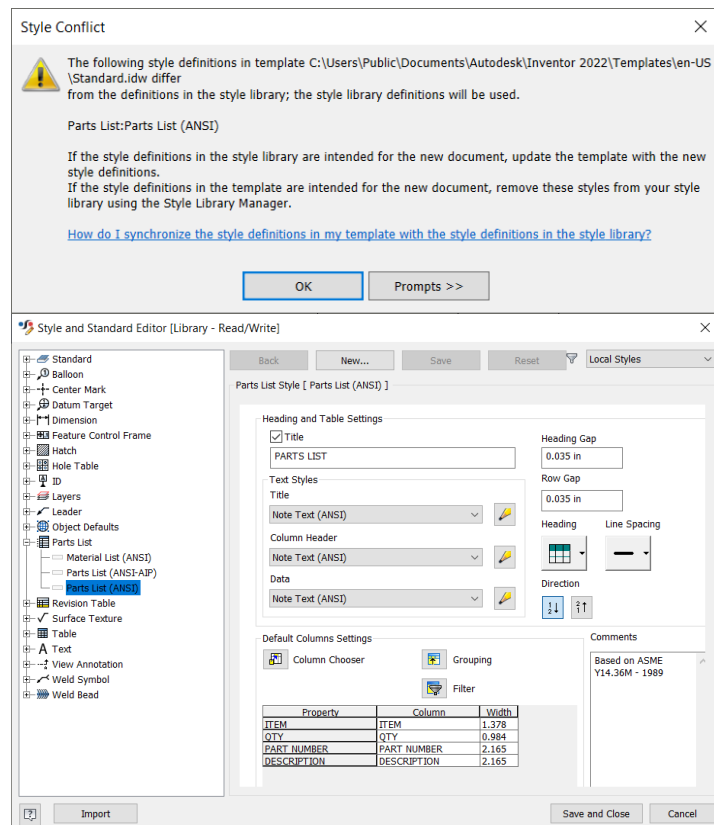 Style Conflict
The following style definitions in template C:\Users\Public\Documents\Autodesk\Inventor 2022\Templates\en-US
\Standard.idw differ
from the definitions in the style library; the style library definitions will be used.
Parts List:Parts List (ANSI)
If the style definitions in the style library are intended for the new document, update the template with the new
style definitions.
If the style definitions in the template are intended for the new document, remove these styles from your style
library using the Style Library Manager.
How do I synchronize the style definitions in my template with the style definitions in the style library?
OK
Prompts >>
Style and Standard Editor [Library - Read/Write]
Standard
Balloon
Center Mark
Datum Target
Dimension
Feature Control Frame
Hatch
Hole Table
ID
Layers
Leader
Object Defaults
Parts List
Material List (ANSI)
Parts List (ANSI-AIP)
Parts List (ANSI)
Revision Table
Surface Texture
Table
Text
View Annotation
Weld Symbol
Weld Bead
Back
New...
Save
Reset
Local Styles
Parts List Style [ Parts List (ANSI) ]
Heading and Table Settings
Title
PARTS LIST
Text Styles
Title
Note Text (ANSI)
Column Header
Note Text (ANSI)
Data
Note Text (ANSI)
Heading Gap
0.035 in
Row Gap
0.035 in
Heading
Line Spacing
Direction
Default Columns Settings
Column Chooser
Grouping
Filter
Property Column Width
ITEM ITEM 1.378
QTY QTY 0.984
PART NUMBER PART NUMBER 2.165
DESCRIPTION DESCRIPTION 2.165
Comments
Based on ASME
Y14.36M - 1989
Import
Save and Close
Cancel